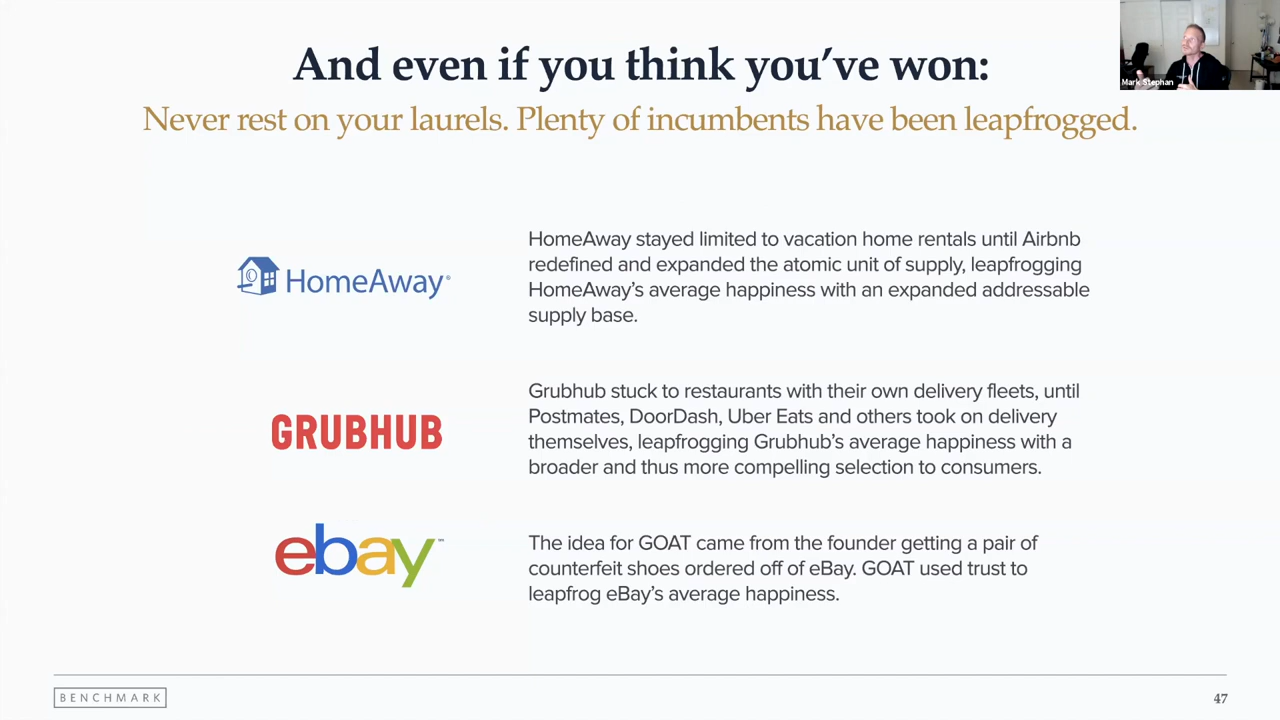 And even if you think you’ve won:
Never rest on your laurels. Plenty of incumbents have been leapfrogged.
Mark Stephan
HomeAway®
HomeAway stayed limited to vacation home rentals until Airbnb
redefined and expanded the atomic unit of supply, leapfrogging
HomeAway’s average happiness with an expanded addressable
supply base.
GRUBHUB
Grubhub stuck to restaurants with their own delivery fleets, until
Postmates, DoorDash, Uber Eats and others took on delivery
themselves, leapfrogging Grubhub’s average happiness with a
broader and thus more compelling selection to consumers.
ebay™
The idea for GOAT came from the founder getting a pair of
counterfeit shoes ordered off of eBay. GOAT used trust to
leapfrog eBay’s average happiness.
BENCHMARK
47